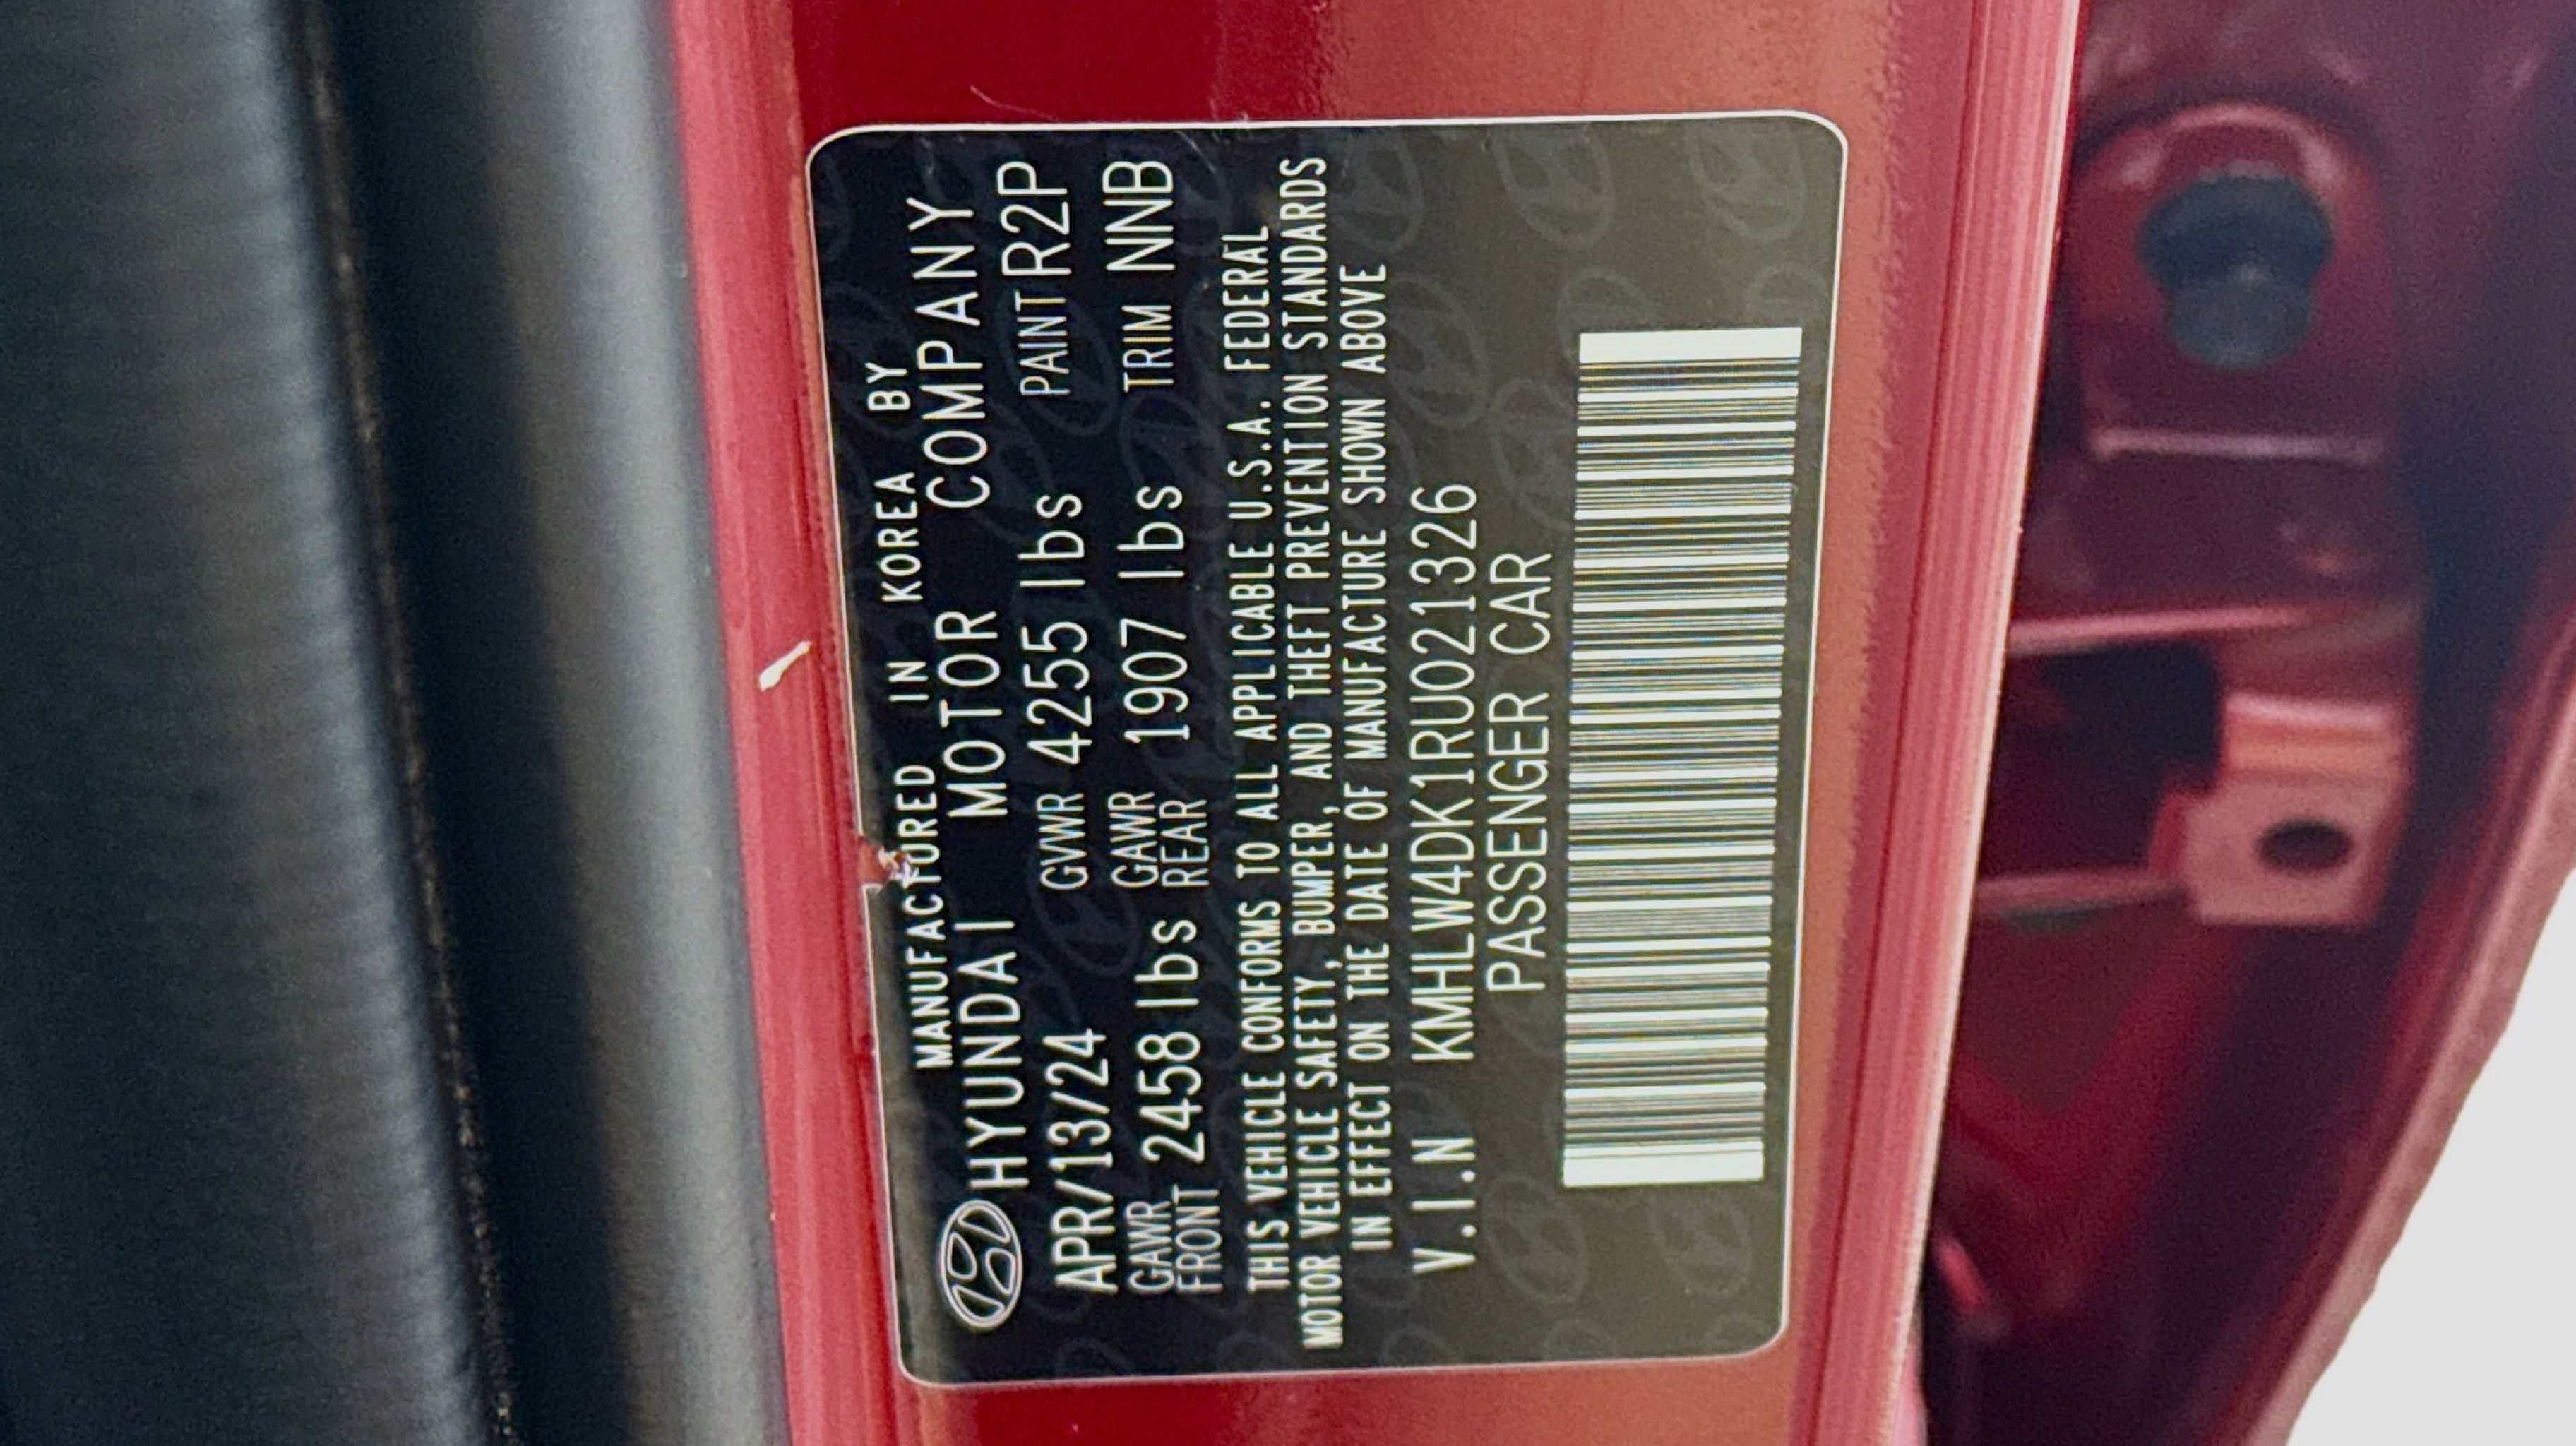 MANUFACTURED IN KOREA BY
HYUNDAI MOTOR COMPANY
APR/13/24 GVWR 4255 lbs PAINT R2P
GAWR FRONT 2458 lbs GAWR REAR 1907 lbs TRIM NNB
THIS VEHICLE CONFORMS TO ALL APPLICABLE U.S.A. FEDERAL
MOTOR VEHICLE SAFETY, BUMPER, AND THEFT PREVENTION STANDARDS
IN EFFECT ON THE DATE OF MANUFACTURE SHOWN ABOVE
V.I.N KMHLW4DK1RU021326
PASSENGER CAR